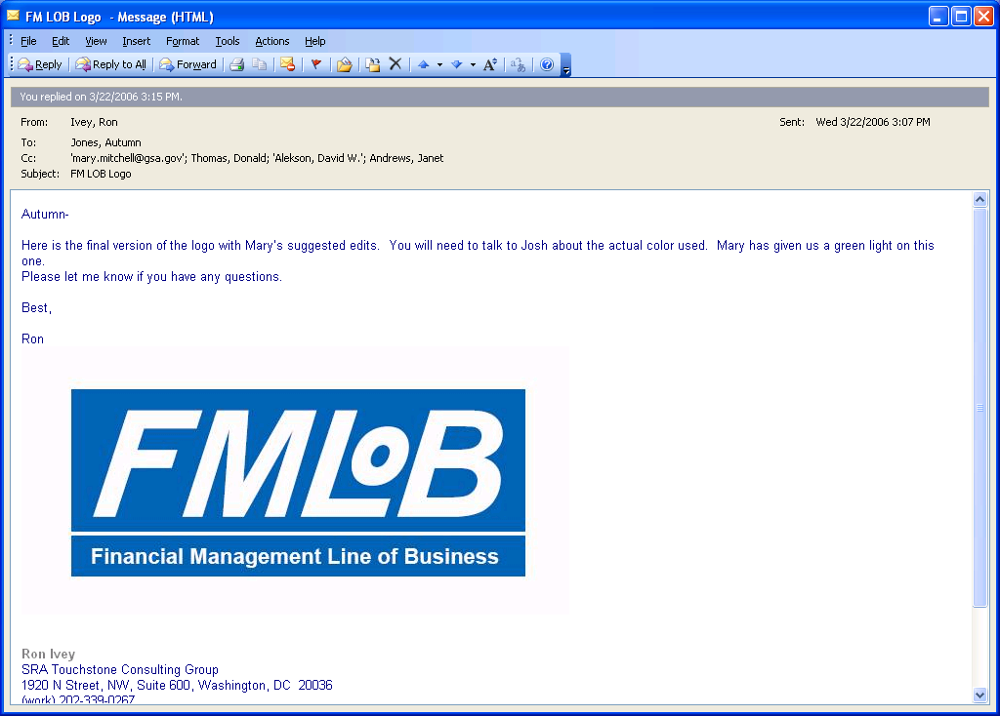 FM LOB Logo - Message (HTML)
File Edit View Insert Format Tools Actions Help
Reply Reply to All Forward
You replied on 3/22/2006 3:15 PM.
From: Ivey, Ron Sent: Wed 3/22/2006 3:07 PM
To: Jones, Autumn
Cc: 'mary.mitchell@gsa.gov'; Thomas, Donald; 'Alekson, David W.'; Andrews, Janet
Subject: FM LOB Logo
Autumn-
Here is the final version of the logo with Mary's suggested edits. You will need to talk to Josh about the actual color used. Mary has given us a green light on this
one.
Please let me know if you have any questions.
Best,
Ron
FMLoB
Financial Management Line of Business
Ron Ivey
SRA Touchstone Consulting Group
1920 N Street, NW, Suite 600, Washington, DC 20036
(work) 202-339-0267